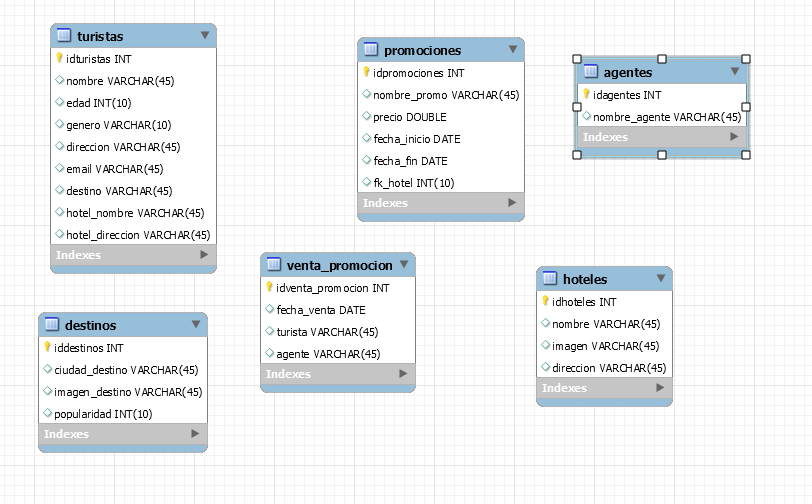 turistas
idturistas INT
nombre VARCHAR(45)
edad INT(10)
genero VARCHAR(10)
direccion VARCHAR(45)
email VARCHAR(45)
destino VARCHAR(45)
hotel_nombre VARCHAR(45)
hotel_direccion VARCHAR(45)
Indexes
promociones
idpromociones INT
nombre_promo VARCHAR(45)
precio DOUBLE
fecha_inicio DATE
fecha_fin DATE
fk_hotel INT(10)
Indexes
agentes
idagentes INT
nombre_agente VARCHAR(45)
Indexes
venta_promocion
idventa_promocion INT
fecha_venta DATE
turista VARCHAR(45)
agente VARCHAR(45)
Indexes
hoteles
idhoteles INT
nombre VARCHAR(45)
imagen VARCHAR(45)
direccion VARCHAR(45)
Indexes
destinos
iddestinos INT
ciudad_destino VARCHAR(45)
imagen_destino VARCHAR(45)
popularidad INT(10)
Indexes